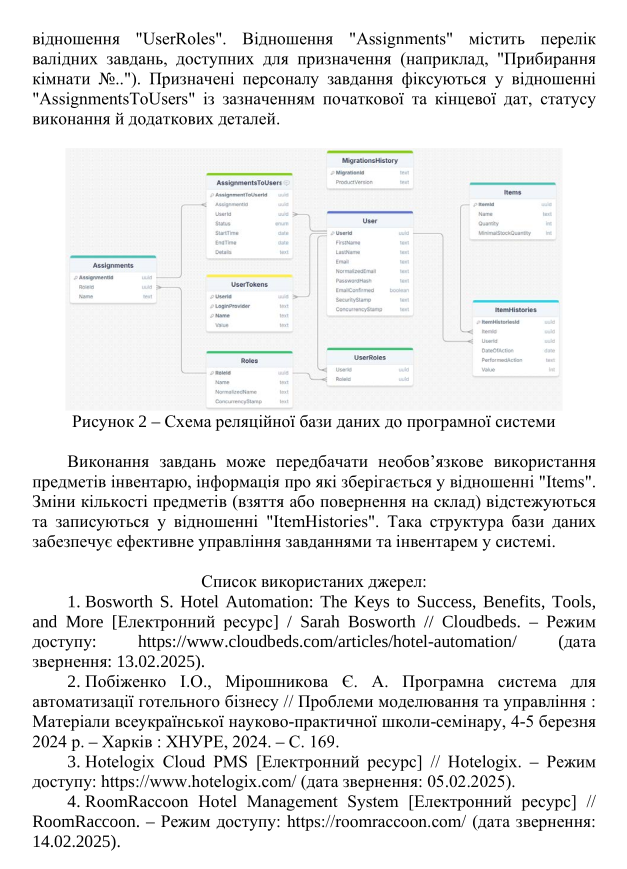 відношення "UserRoles". Відношення "Assignments" містить перелік
валідних завдань, доступних для призначення (наприклад, "Прибирання
кімнати №.."). Призначені персоналу завдання фіксуються у відношенні
"AssignmentsToUsers" із зазначенням початкової та кінцевої дат, статусу
виконання й додаткових деталей.
MigrationsHistory
MigrationId text
ProductVersion text
AssignmentsToUsers
AssignmentToUserId uuid
AssignmentId uuid
UserId uuid
Status enum
StartTime date
EndTime date
Details text
Items
ItemId uuid
Name text
Quantity int
MinimalStockQuantity int
User
UserId uuid
FirstName text
LastName text
Email text
NormalizedEmail text
PasswordHash text
EmailConfirmed boolean
SecurityStamp text
ConcurrencyStamp text
Assignments
AssignmentId uuid
RoleId uuid
Name text
UserTokens
UserId uuid
LoginProvider text
Name text
Value text
ItemHistories
ItemHistoriesId uuid
ItemId uuid
UserId uuid
DateOfAction date
PerformedAction text
Value int
Roles
RoleId uuid
Name text
NormalizedName text
ConcurrencyStamp text
UserRoles
UserId uuid
RoleId uuid
Рисунок 2 – Схема реляційної бази даних до програмної системи
Виконання завдань може передбачати необов’язкове використання
предметів інвентарю, інформація про які зберігається у відношенні "Items".
Зміни кількості предметів (взяття або повернення на склад) відстежуються
та записуються у відношенні "ItemHistories". Така структура бази даних
забезпечує ефективне управління завданнями та інвентарем у системі.
Список використаних джерел:
1. Bosworth S. Hotel Automation: The Keys to Success, Benefits, Tools,
and More [Електронний ресурс] / Sarah Bosworth // Cloudbeds. – Режим
доступу: https://www.cloudbeds.com/articles/hotel-automation/ (дата
звернення: 13.02.2025).
2. Побіженко І.О., Мірошникова Є. А. Програмна система для
автоматизації готельного бізнесу // Проблеми моделювання та управління :
Матеріали всеукраїнської науково-практичної школи-семінару, 4-5 березня
2024 р. – Харків : ХНУРЕ, 2024. – С. 169.
3. Hotelogix Cloud PMS [Електронний ресурс] // Hotelogix. – Режим
доступу: https://www.hotelogix.com/ (дата звернення: 05.02.2025).
4. RoomRaccoon Hotel Management System [Електронний ресурс] //
RoomRaccoon. – Режим доступу: https://roomraccoon.com/ (дата звернення:
14.02.2025).